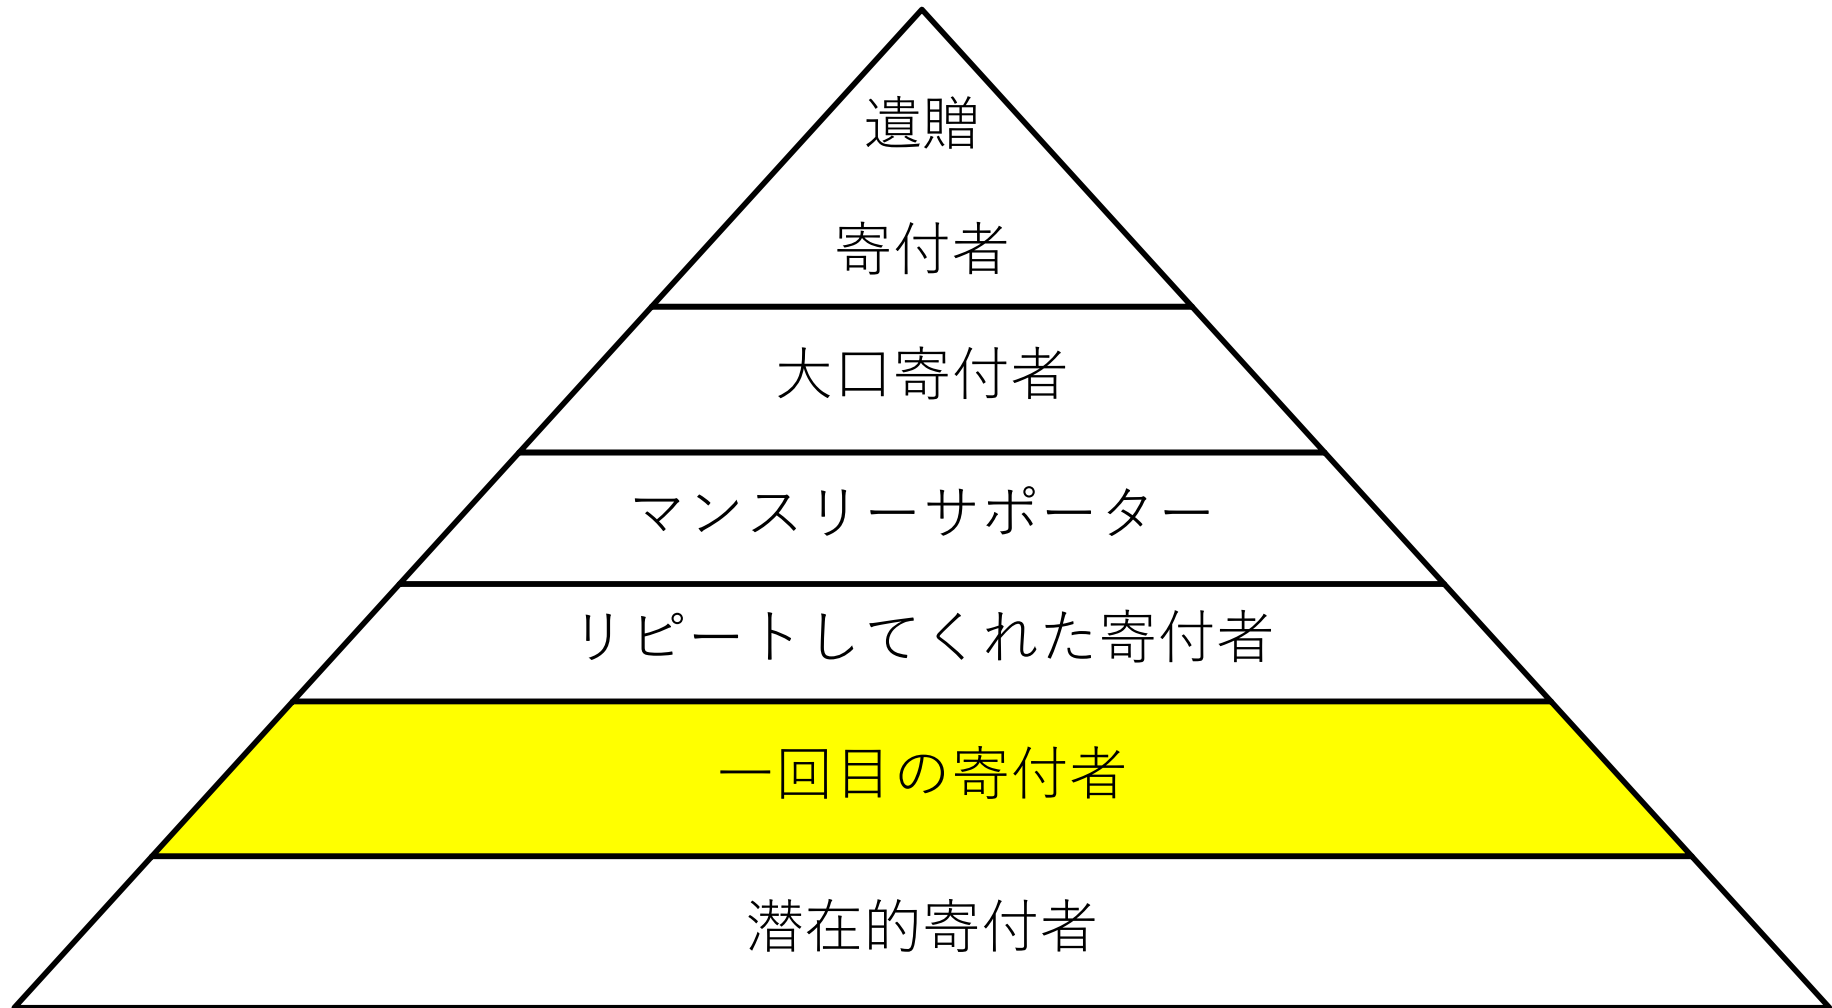 遺贈
寄付者
大口寄付者
マンスリーサポーター
リピートしてくれた寄付者
一回目の寄付者
潜在的寄付者